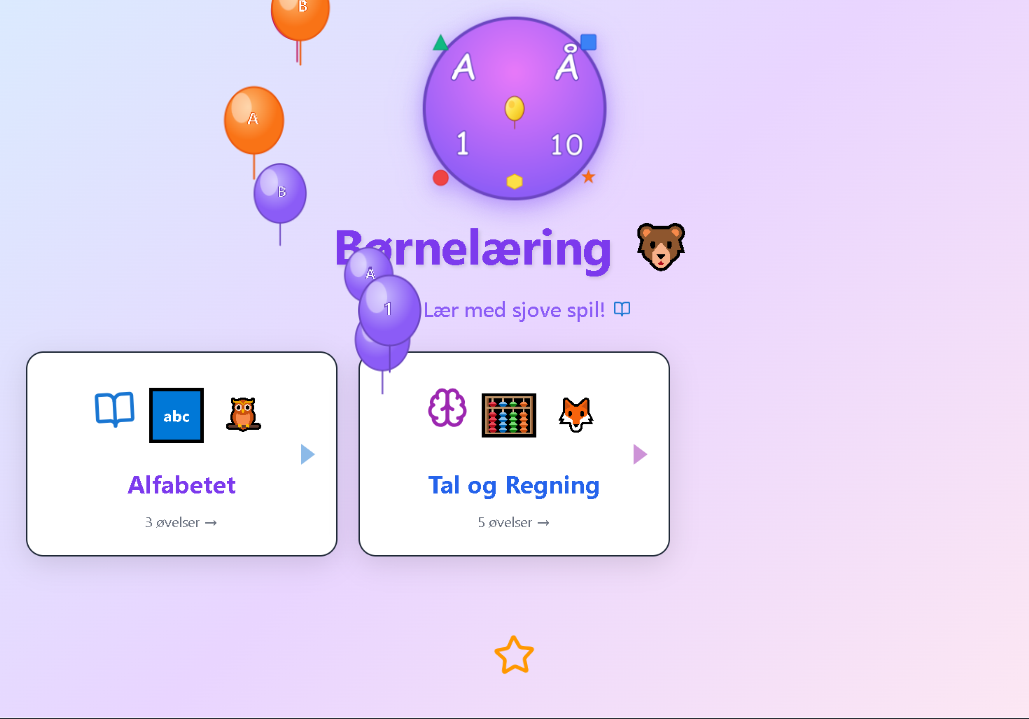 B
A
B
A
1
A Å
1 10
Børnelæring
Lær med sjove spil!
abc
Alfabetet
3 øvelser →
Tal og Regning
5 øvelser →